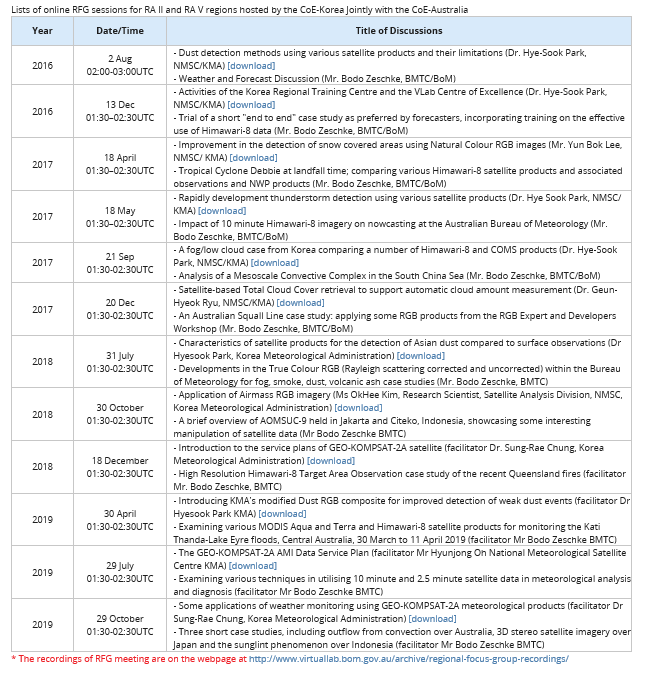 Lists of online RFG sessions for RA II and RA V regions hosted by the CoE-Korea Jointly with the CoE-Australia
Year Date/Time Title of Discussions
2016
2 Aug
02:00-03:00UTC
- Dust detection methods using various satellite products and their limitations (Dr. Hye-Sook Park,
NMSC/KMA) [download]
- Weather and Forecast Discussion (Mr. Bodo Zeschke, BMTC/BoM)
2016
13 Dec
01:30–02:30UTC
- Activities of the Korea Regional Training Centre and the VLab Centre of Excellence (Dr. Hye-Sook Park,
NMSC/KMA) [download]
- Trial of a short "end to end" case study as preferred by forecasters, incorporating training on the effective
use of Himawari-8 data (Mr. Bodo Zeschke, BMTC/BoM)
2017
18 April
01:30–02:30UTC
- Improvement in the detection of snow covered areas using Natural Colour RGB images (Mr. Yun Bok Lee,
NMSC/ KMA) [download]
- Tropical Cyclone Debbie at landfall time; comparing various Himawari-8 satellite products and associated
observations and NWP products (Mr. Bodo Zeschke, BMTC/BoM)
2017
18 May
01:30–02:30UTC
- Rapidly development thunderstorm detection using various satellite products (Dr. Hye Sook Park, NMSC/
KMA) [download]
- Impact of 10 minute Himawari-8 imagery on nowcasting at the Australian Bureau of Meteorology (Mr.
Bodo Zeschke, BMTC/BoM)
2017
21 Sep
01:30-02:30UTC
- A fog/low cloud case from Korea comparing a number of Himawari-8 and COMS products (Dr. Hye-Sook
Park, NMSC/KMA) [download]
- Analysis of a Mesoscale Convective Complex in the South China Sea (Mr. Bodo Zeschke, BMTC/BoM)
2017
20 Dec
01:30-02:30UTC
- Satellite-based Total Cloud Cover retrieval to support automatic cloud amount measurement (Dr. Geun-
Hyeok Ryu, NMSC/KMA) [download]
- An Australian Squall Line case study: applying some RGB products from the RGB Expert and Developers
Workshop (Mr. Bodo Zeschke, BMTC/BoM)
2018
31 July
01:30-02:30UTC
- Characteristics of satellite products for the detection of Asian dust compared to surface observations (Dr
Hyesook Park, Korea Meteorological Administration) [download]
- Developments in the True Colour RGB (Rayleigh scattering corrected and uncorrected) within the Bureau
of Meteorology for fog, smoke, dust, volcanic ash case studies (Mr. Bodo Zeschke, BMTC)
2018
30 October
01:30-02:30UTC
- Application of Airmass RGB imagery (Ms OkHee Kim, Research Scientist, Satellite Analysis Division, NMSC,
Korea Meteorological Administration) [download]
- A brief overview of AOMSUC-9 held in Jakarta and Citeko, Indonesia, showcasing some interesting
manipulation of satellite data (Mr Bodo Zeschke BMTC)
2018
18 December
01:30-02:30UTC
- Introduction to the service plans of GEO-KOMPSAT-2A satellite (facilitator Dr. Sung-Rae Chung, Korea
Meteorological Administration) [download]
- High Resolution Himawari-8 Target Area Observation case study of the recent Queensland fires (facilitator
Mr. Bodo Zeschke, BMTC)
2019
30 April
01:30-02:30UTC
- Introducing KMA's modified Dust RGB composite for improved detection of weak dust events (facilitator Dr
Hyesook Park KMA) [download]
- Examining various MODIS Aqua and Terra and Himawari-8 satellite products for monitoring the Kati
Thanda-Lake Eyre floods, Central Australia, 30 March to 11 April 2019 (facilitator Mr Bodo Zeschke BMTC)
2019
29 July
01:30-02:30UTC
- The GEO-KOMPSAT-2A AMI Data Service Plan (facilitator Mr Hyunjong Oh National Meteorological Satellite
Centre KMA) [download]
- Examining various techniques in utilising 10 minute and 2.5 minute satellite data in meteorological analysis
and diagnosis (facilitator Mr Bodo Zeschke BMTC)
2019
29 October
01:30-02:30UTC
- Some applications of weather monitoring using GEO-KOMPSAT-2A meteorological products (facilitator Dr
Sung-Rae Chung, Korea Meteorological Administration) [download]
- Three short case studies, including outflow from convection over Australia, 3D stereo satellite imagery over
Japan and the sunglint phenomenon over Indonesia (facilitator Mr Bodo Zeschke BMTC)
* The recordings of RFG meeting are on the webpage at http://www.virtuallab.bom.gov.au/archive/regional-focus-group-recordings/